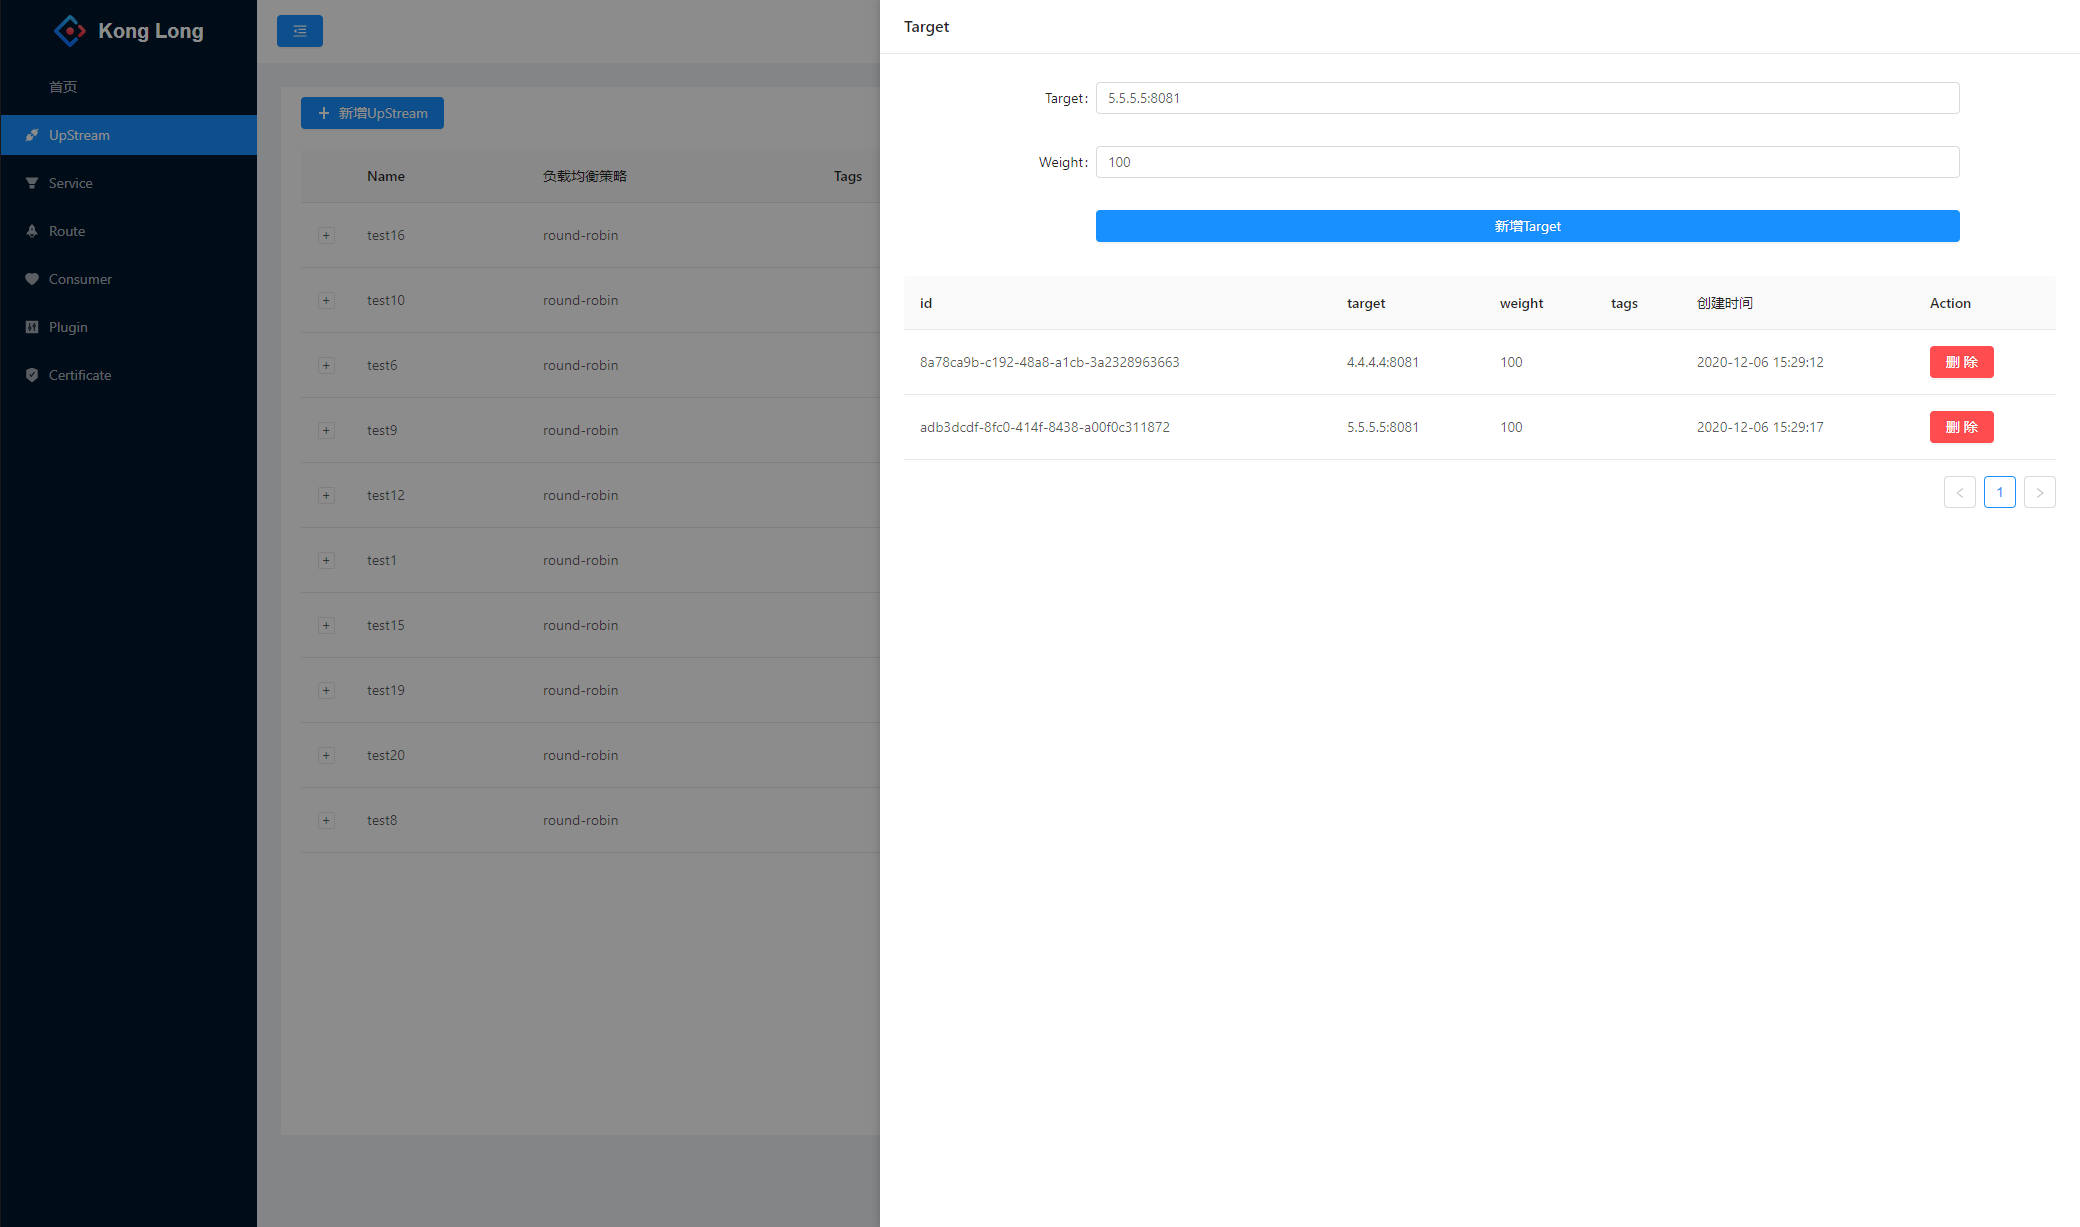 Kong Long
首页
UpStream
Service
Route
Consumer
Plugin
Certificate
新增UpStream
Name 负载均衡策略 Tags
test16 round-robin
test10 round-robin
test6 round-robin
test9 round-robin
test12 round-robin
test1 round-robin
test15 round-robin
test19 round-robin
test20 round-robin
test8 round-robin
Target
Target: 5.5.5.5:8081
Weight: 100
新增Target
id target weight tags 创建时间 Action
8a78ca9b-c192-48a8-a1cb-3a2328963663 4.4.4.4:8081 100 2020-12-06 15:29:12 删 除
adb3dcdf-8fc0-414f-8438-a00f0c311872 5.5.5.5:8081 100 2020-12-06 15:29:17 删 除
< 1 >